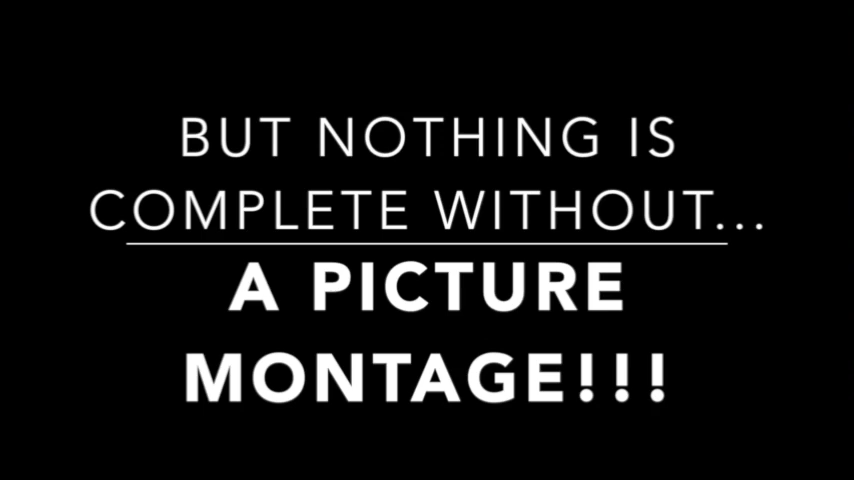 BUT NOTHING IS
COMPLETE WITHOUT...
A PICTURE
MONTAGE!!!